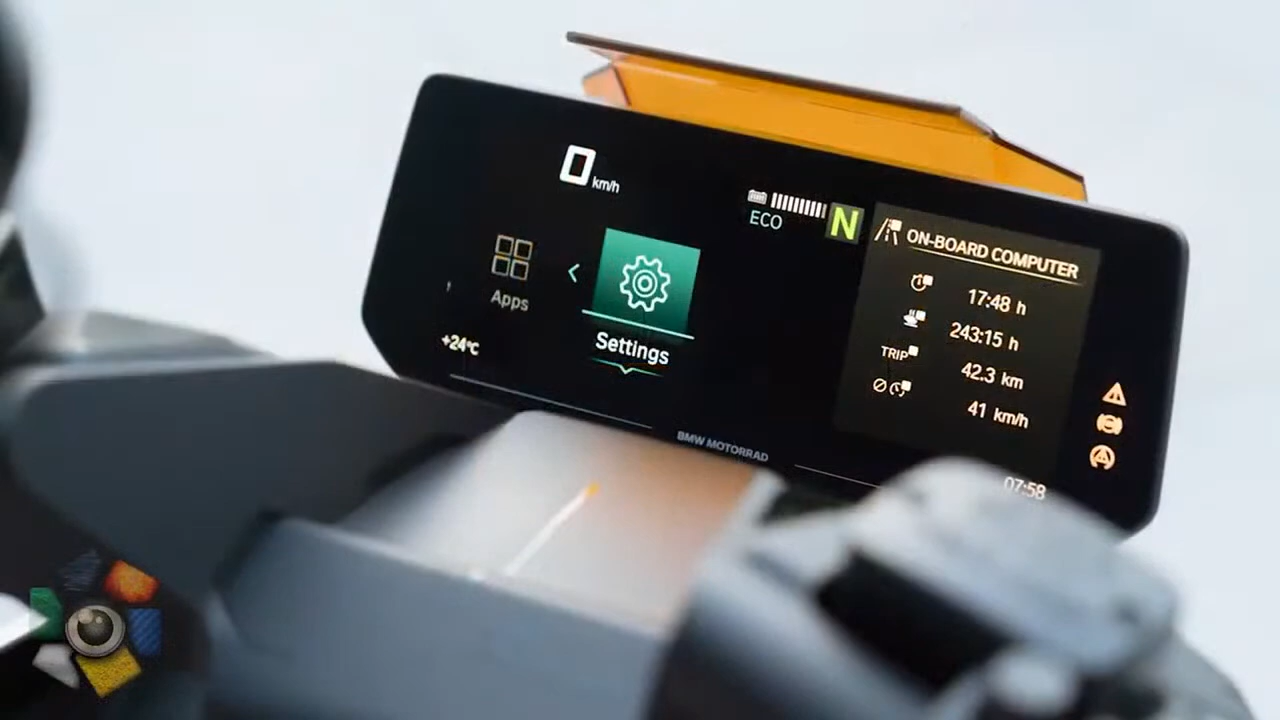 0 km/h
ECO
N
Apps
Settings
+24°C
ON-BOARD COMPUTER
17:48 h
243:15 h
TRIP 42.3 km
41 km/h
07:58
BMW MOTORRAD